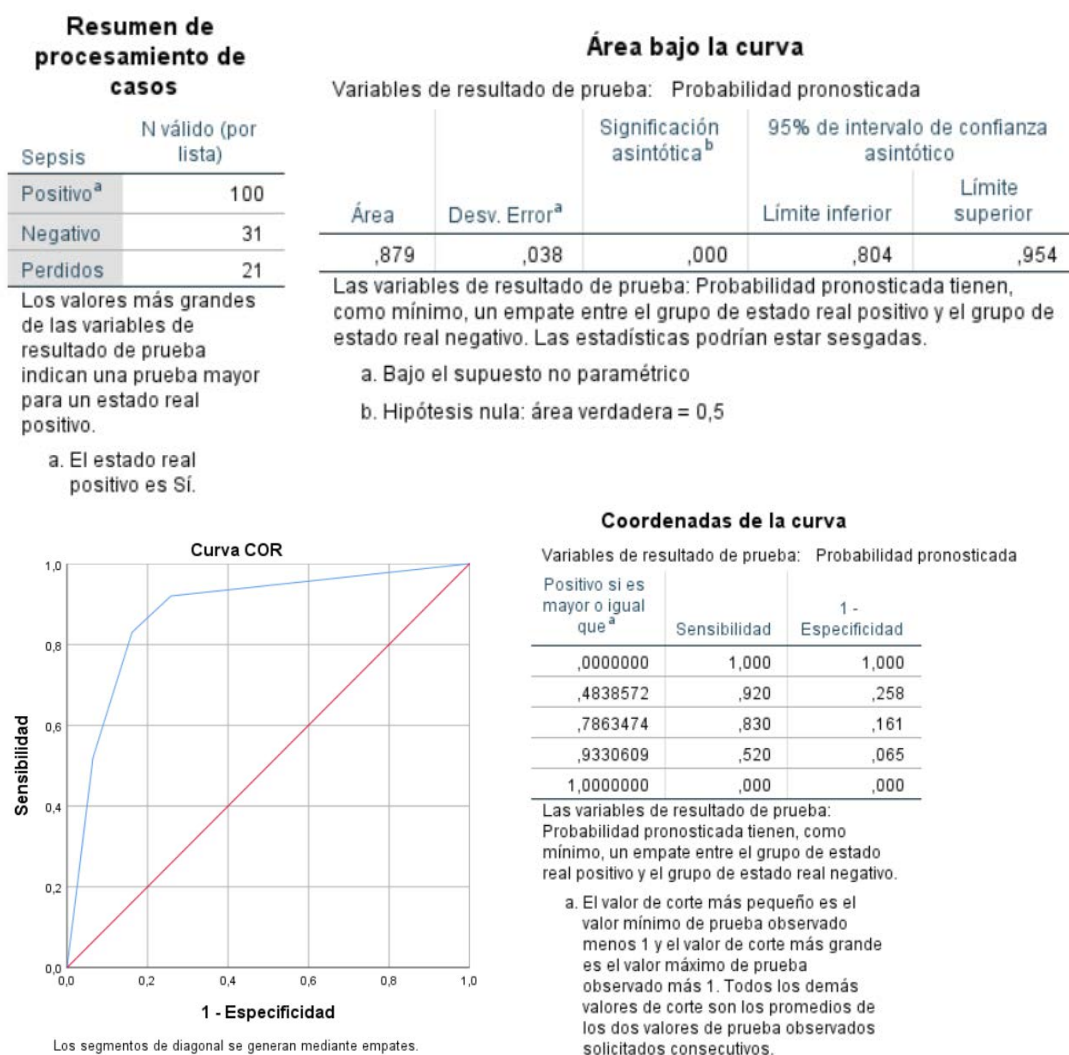 Resumen de
procesamiento de
casos
Sepsis
N válido (por
lista)
Positivoª 100
Negativo 31
Perdidos 21
Los valores más grandes
de las variables de
resultado de prueba
indican una prueba mayor
para un estado real
positivo.
a. El estado real
positivo es Sí.
Área bajo la curva
Variables de resultado de prueba: Probabilidad pronosticada
Área
Desv. Errorª
Significación
asintóticaᵇ
95% de intervalo de confianza
asintótico
Límite inferior
Límite
superior
,879 ,038 ,000 ,804 ,954
Las variables de resultado de prueba: Probabilidad pronosticada tienen,
como mínimo, un empate entre el grupo de estado real positivo y el grupo de
estado real negativo. Las estadísticas podrían estar sesgadas.
a. Bajo el supuesto no paramétrico
b. Hipótesis nula: área verdadera = 0,5
Curva COR
Sensibilidad
1,0
0,8
0,6
0,4
0,2
0,0
0,0 0,2 0,4 0,6 0,8 1,0
1 - Especificidad
Los segmentos de diagonal se generan mediante empates.
Coordenadas de la curva
Variables de resultado de prueba: Probabilidad pronosticada
Positivo si es
mayor o igual
queª
Sensibilidad
1 -
Especificidad
,0000000 1,000 1,000
,4838572 ,920 ,258
,7863474 ,830 ,161
,9330609 ,520 ,065
1,0000000 ,000 ,000
Las variables de resultado de prueba:
Probabilidad pronosticada tienen, como
mínimo, un empate entre el grupo de estado
real positivo y el grupo de estado real negativo.
a. El valor de corte más pequeño es el
valor mínimo de prueba observado
menos 1 y el valor de corte más grande
es el valor máximo de prueba
observado más 1. Todos los demás
valores de corte son los promedios de
los dos valores de prueba observados
solicitados consecutivos.